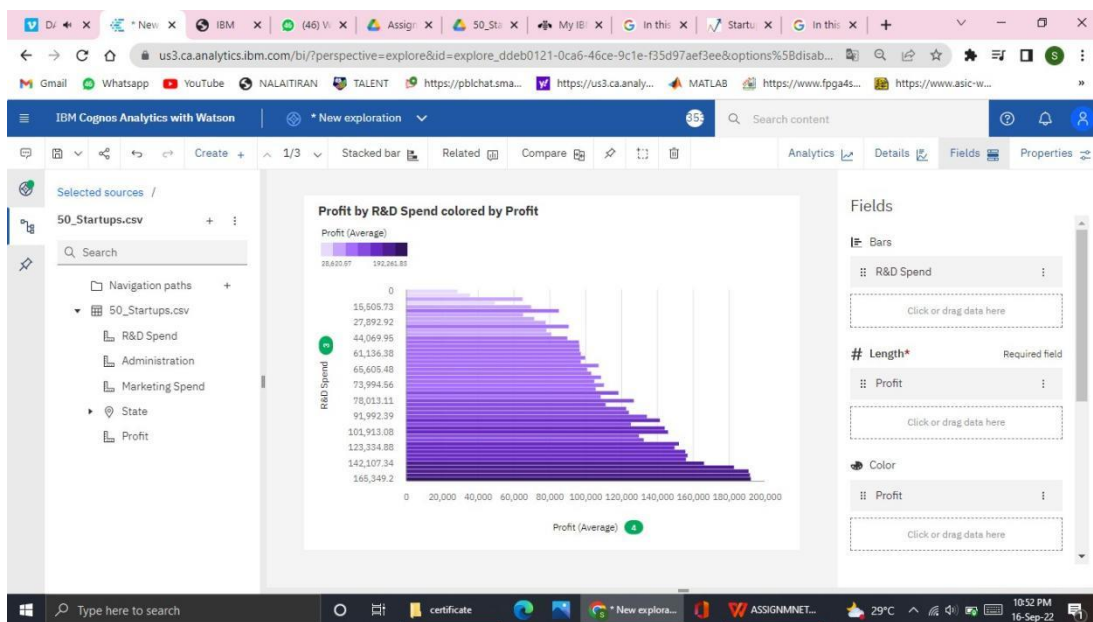 DA
* New
IBM
(46) W
Assign
50_Sta
My IB
In this
Startu
In this
us3.ca.analytics.ibm.com/bi/?perspective=explore&id=explore_ddeb0121-0ca6-46ce-9c1e-f35d97aef3ee&options%5Bdisab...
S
Gmail Whatsapp YouTube NALAITIRAN TALENT https://pblchat.sma... https://us3.ca.analy... MATLAB https://www.fpga4s... https://www.asic-w... »
IBM Cognos Analytics with Watson
* New exploration
Search content
Create +
1/3
Stacked bar
Related
Compare
Analytics
Details
Fields
Properties
Selected sources /
50_Startups.csv
Search
Navigation paths
50_Startups.csv
R&D Spend
Administration
Marketing Spend
State
Profit
Profit by R&D Spend colored by Profit
Profit (Average)
28,620.97 192,261.83
R&D Spend
3
0
15,505.73
27,892.92
44,069.95
61,136.38
65,605.48
73,994.56
78,013.11
91,992.39
101,913.08
123,334.88
142,107.34
165,349.2
0 20,000 40,000 60,000 80,000 100,000 120,000 140,000 160,000 180,000 200,000
Profit (Average) 4
Fields
Bars
R&D Spend
Click or drag data here
# Length* Required field
Profit
Click or drag data here
Color
Profit
Click or drag data here
Type here to search
certificate
* New explora...
ASSIGNMNET...
29°C
10:52 PM
16-Sep-22